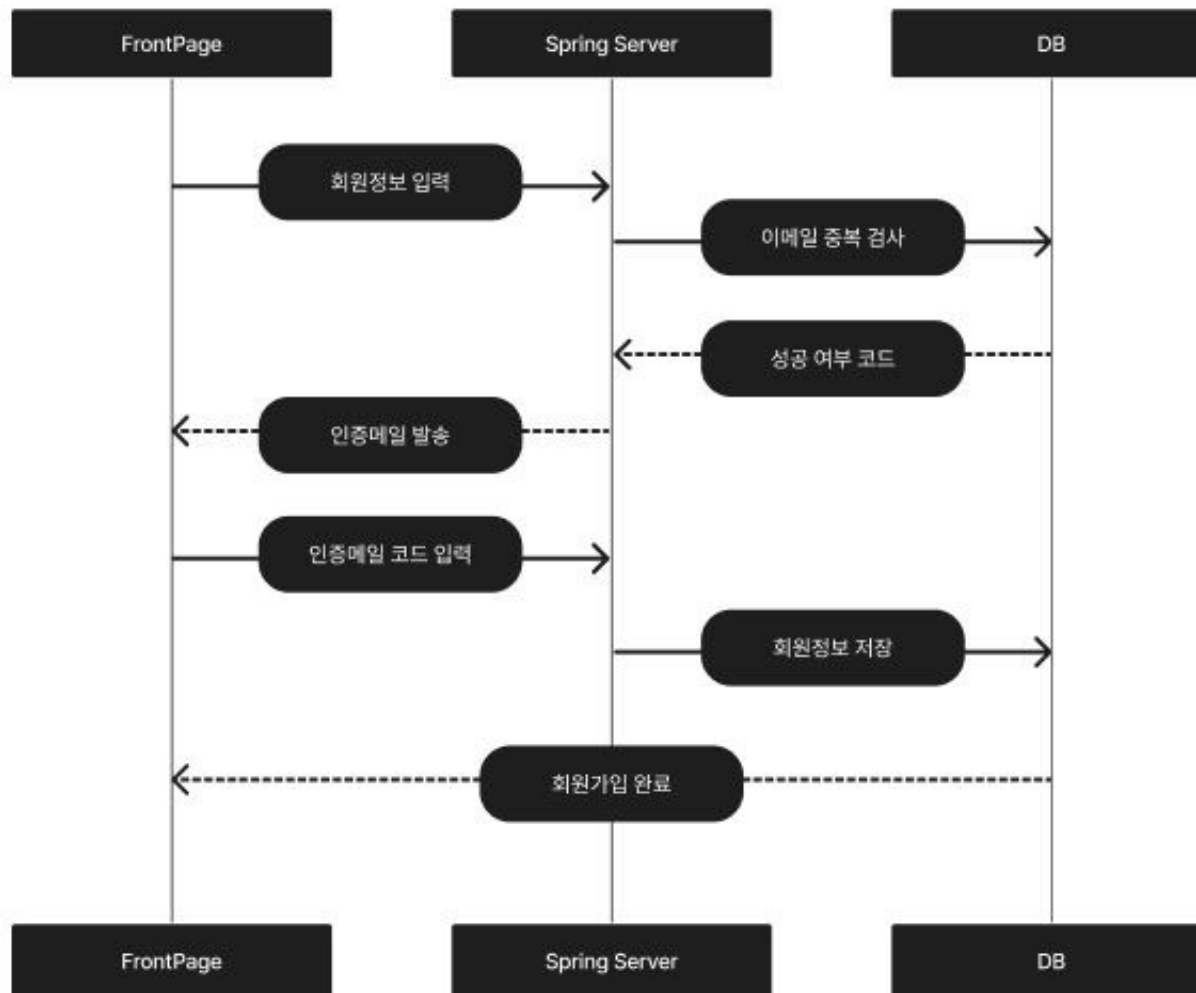 FrontPage
Spring Server
DB
회원정보 입력
이메일 중복 검사
성공 여부 코드
인증메일 발송
인증메일 코드 입력
회원정보 저장
회원가입 완료
FrontPage
Spring Server
DB